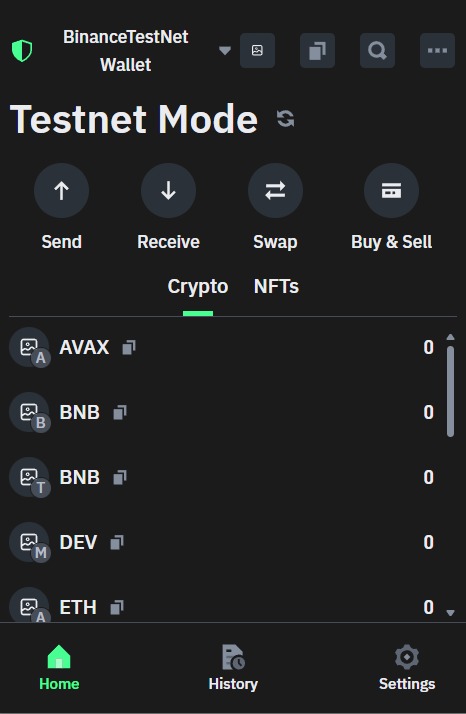 BinanceTestNet
Wallet
Testnet Mode
Send Receive Swap Buy & Sell
Crypto NFTs
A AVAX 0
B BNB 0
T BNB 0
M DEV 0
A ETH 0
Home History Settings